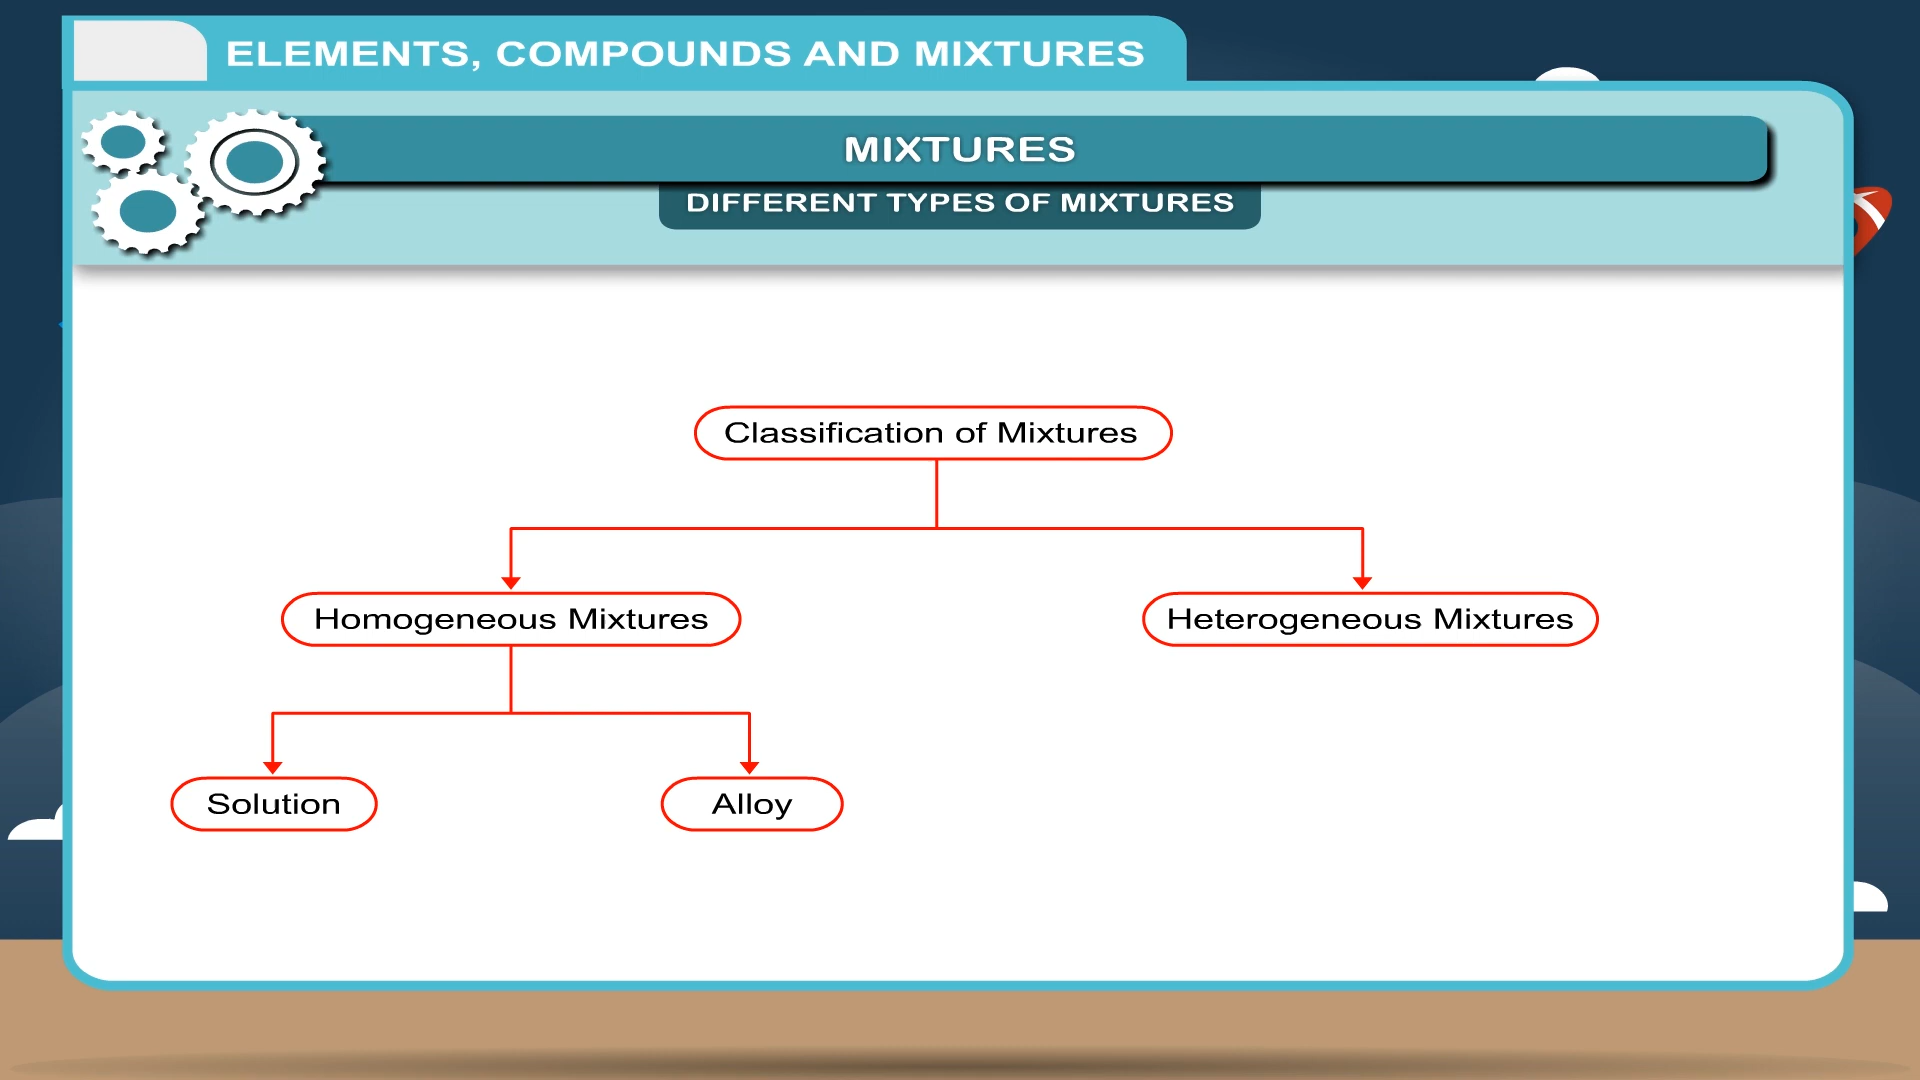 ELEMENTS, COMPOUNDS AND MIXTURES
MIXTURES
DIFFERENT TYPES OF MIXTURES
Classification of Mixtures
Homogeneous Mixtures
Heterogeneous Mixtures
Solution
Alloy